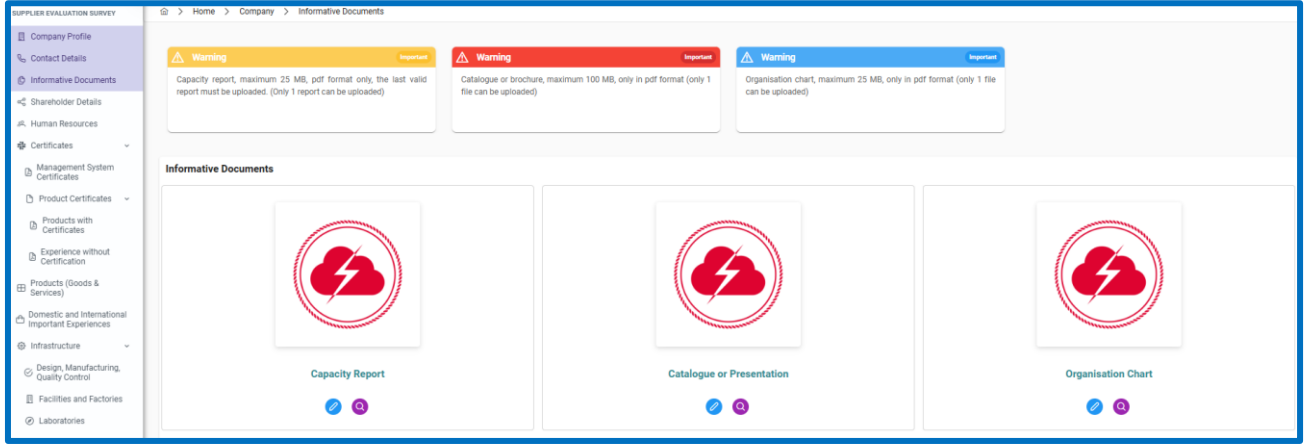 SUPPLIER EVALUATION SURVEY
Company Profile
Contact Details
Informative Documents
Shareholder Details
Human Resources
Certificates
Management System
Certificates
Product Certificates
Products with
Certificates
Experience without
Certification
Products (Goods &
Services)
Domestic and International
Important Experiences
Infrastructure
Design, Manufacturing,
Quality Control
Facilities and Factories
Laboratories
> Home > Company > Informative Documents
Warning Important
Capacity report, maximum 25 MB, pdf format only, the last valid
report must be uploaded. (Only 1 report can be uploaded)
Warning Important
Catalogue or brochure, maximum 100 MB, only in pdf format (only 1
file can be uploaded)
Warning Important
Organisation chart, maximum 25 MB, only in pdf format (only 1 file
can be uploaded)
Informative Documents
Capacity Report
Catalogue or Presentation
Organisation Chart